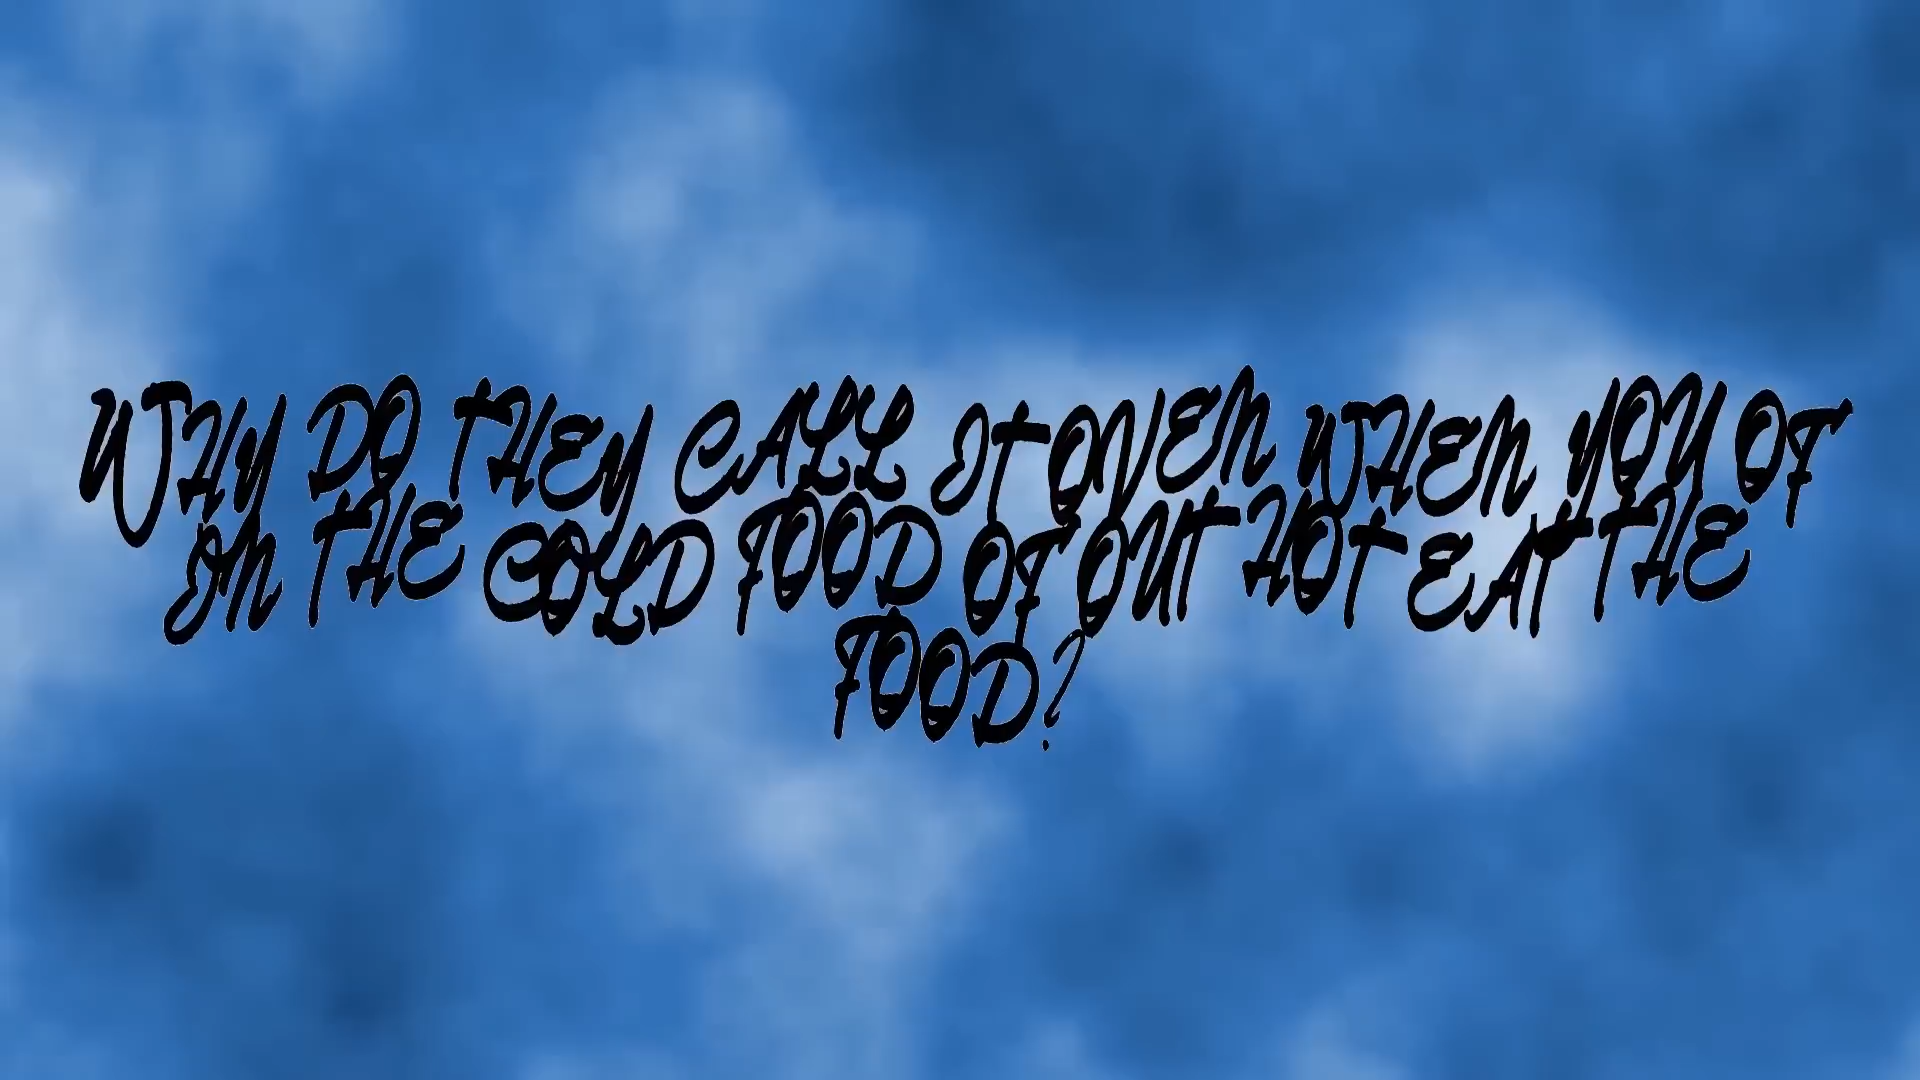 WHY DO THEY CALL IT OVEN WHEN YOU OF
IN THE COLD FOOD OF OUT HOT EAT THE
FOOD?